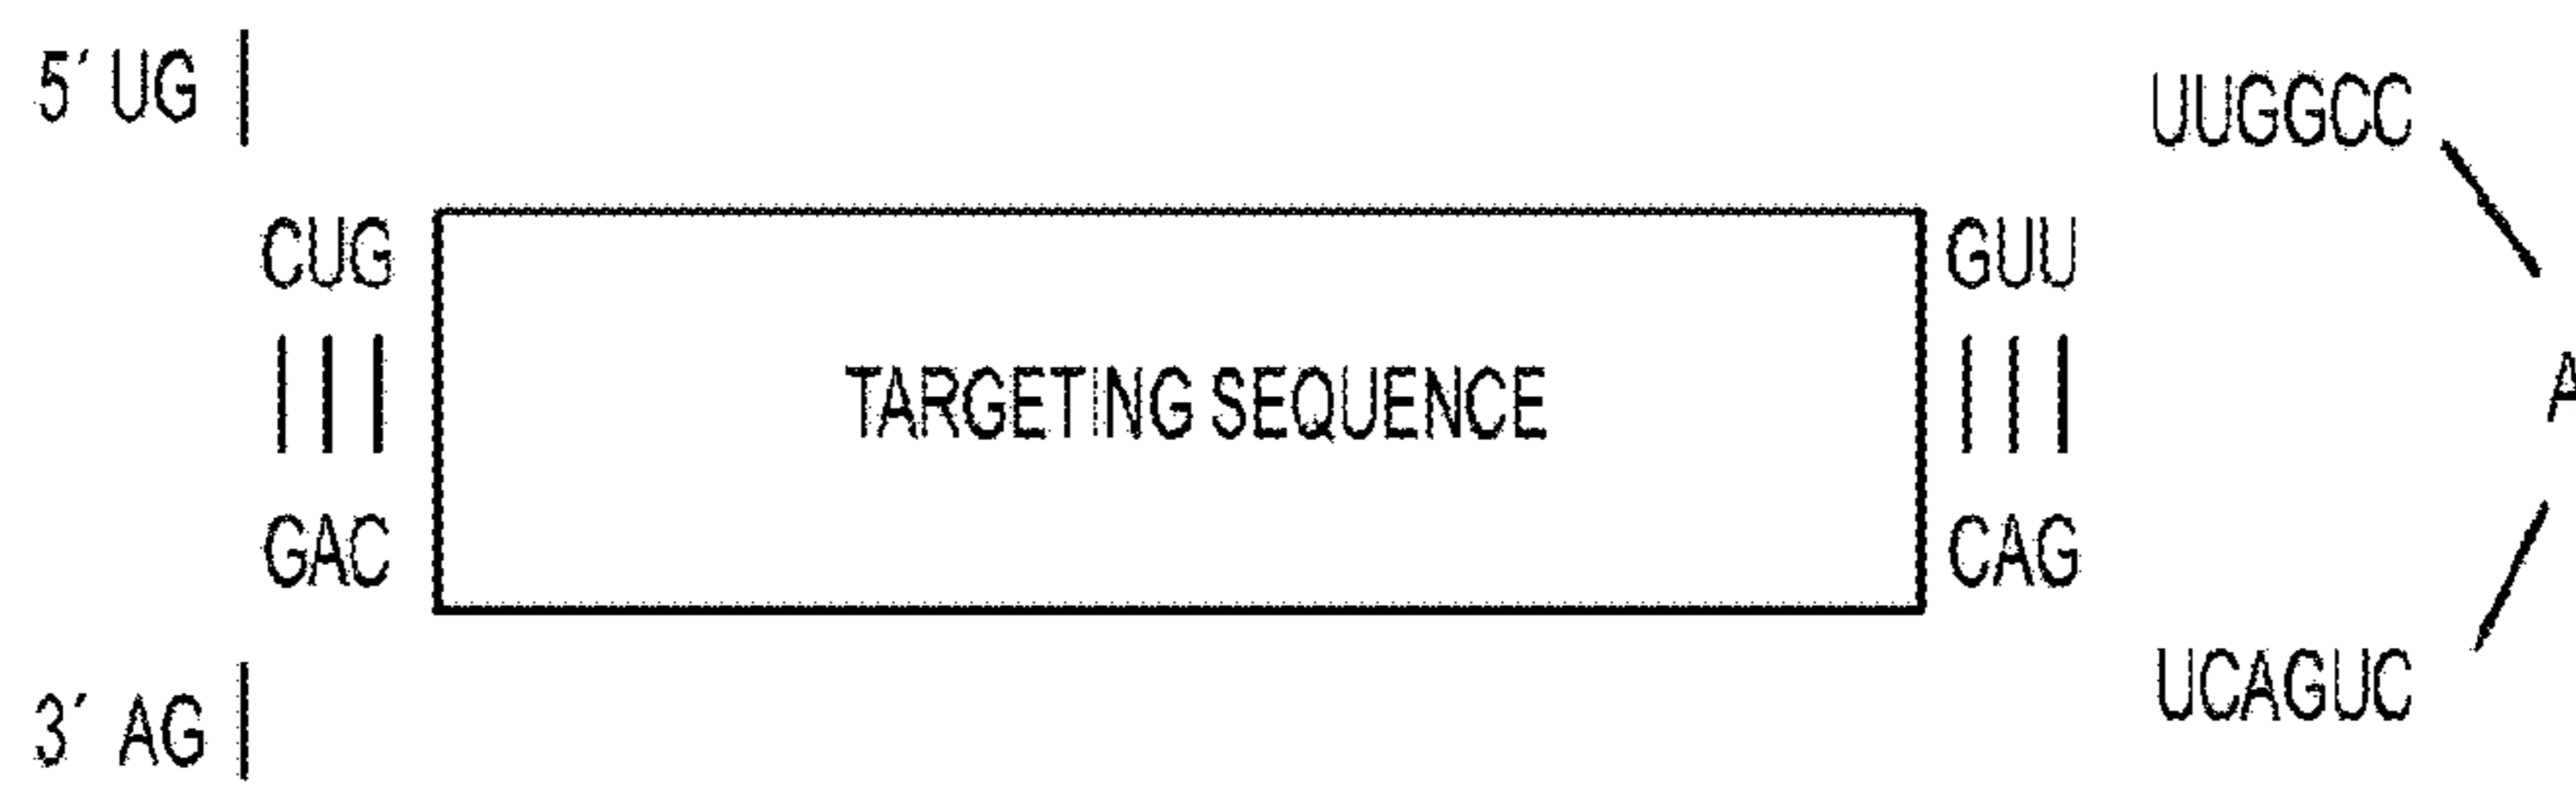 5′ UG
UUGGCC
CUG
GUU
TARGETING SEQUENCE
A
GAC
CAG
UCAGUC
3′ AG